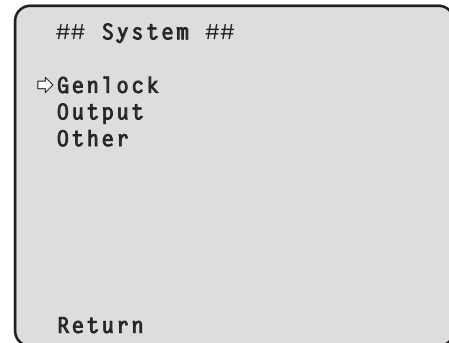 ## System ##
⇨Genlock
Output
Other
Return